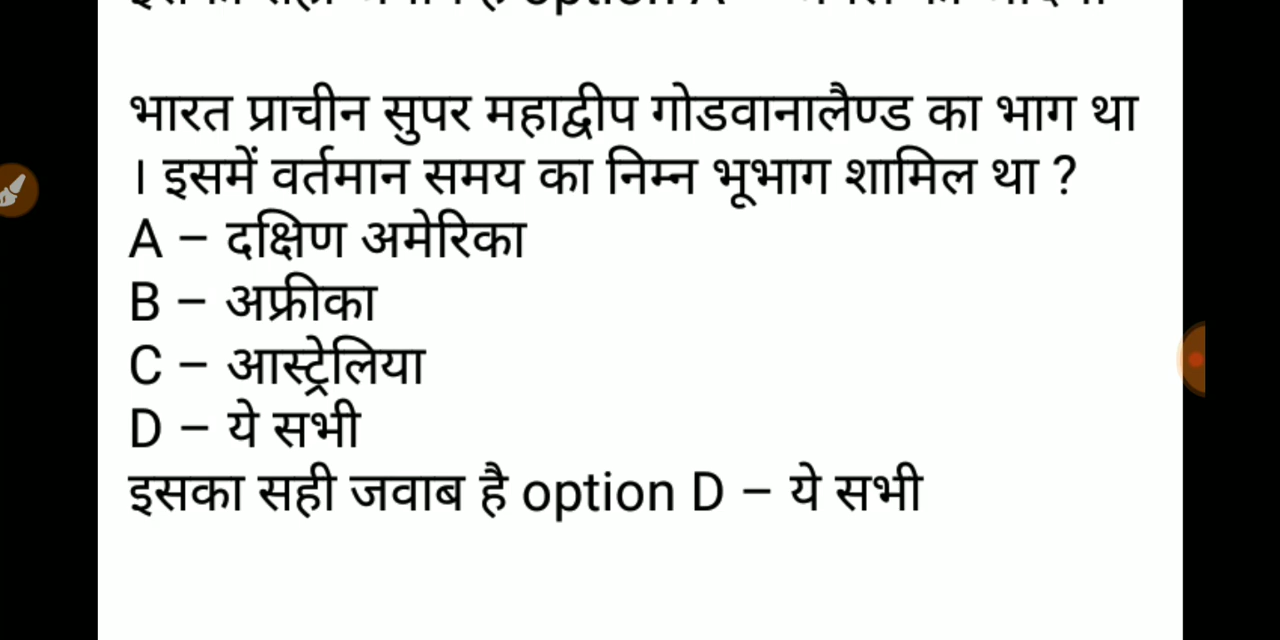 भारत प्राचीन सुपर महाद्वीप गोडवानालैण्ड का भाग था
। इसमें वर्तमान समय का निम्न भूभाग शामिल था ?
A – दक्षिण अमेरिका
B – अफ्रीका
C – आस्ट्रेलिया
D – ये सभी
इसका सही जवाब है option D – ये सभी